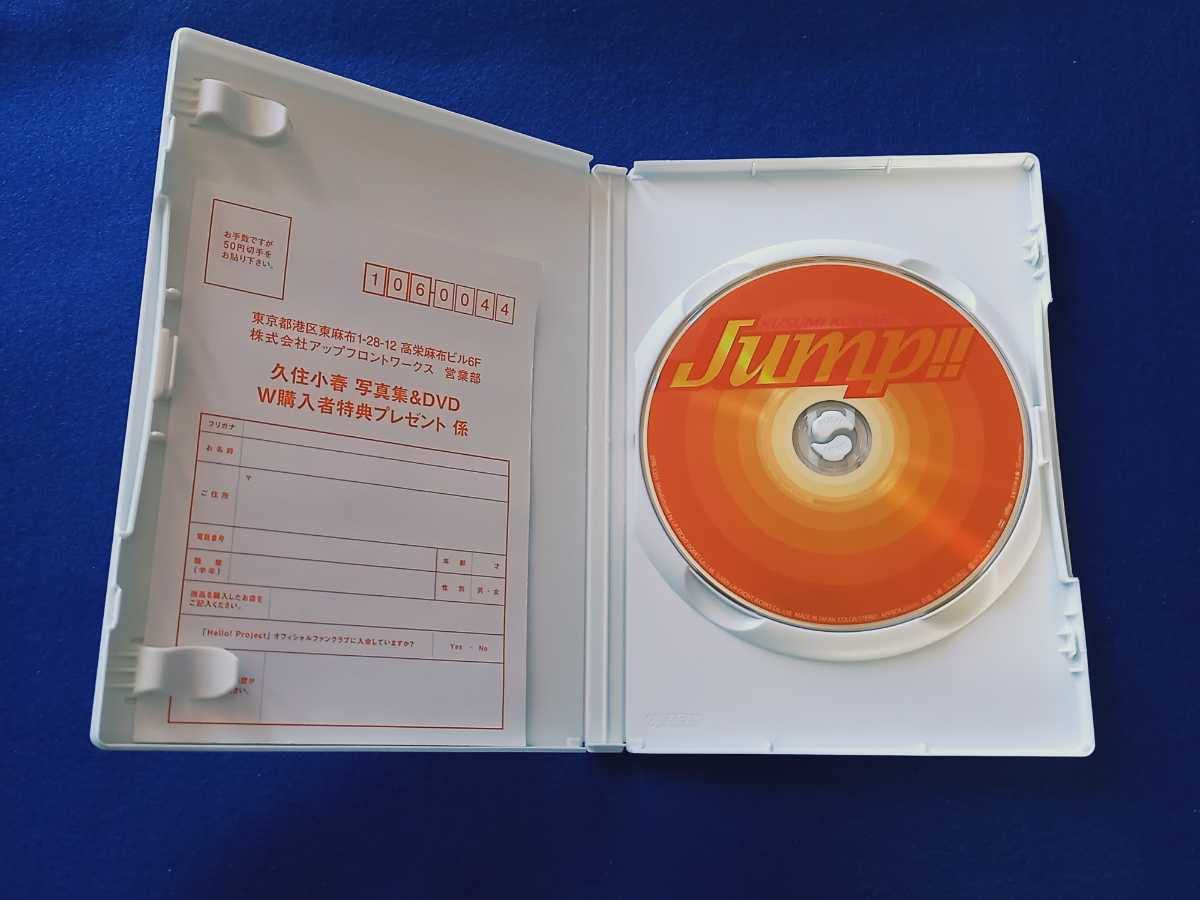 お手数ですが
50円切手を
お貼り下さい。
106-0044
東京都港区東麻布1-28-12 高栄麻布ビル6F
株式会社アップフロントワークス 営業部
久住小春 写真集&DVD
W購入者特典プレゼント 係
フリガナ
お名前
ご住所
〒
電話番号
年齢 才
職業
(学年)
性別 男・女
商品を購入したお店を
ご記入ください。
「Hello! Project」オフィシャルファンクラブに入会していますか?
Yes ・ No
KUSUMI KOHARU
Jump!!